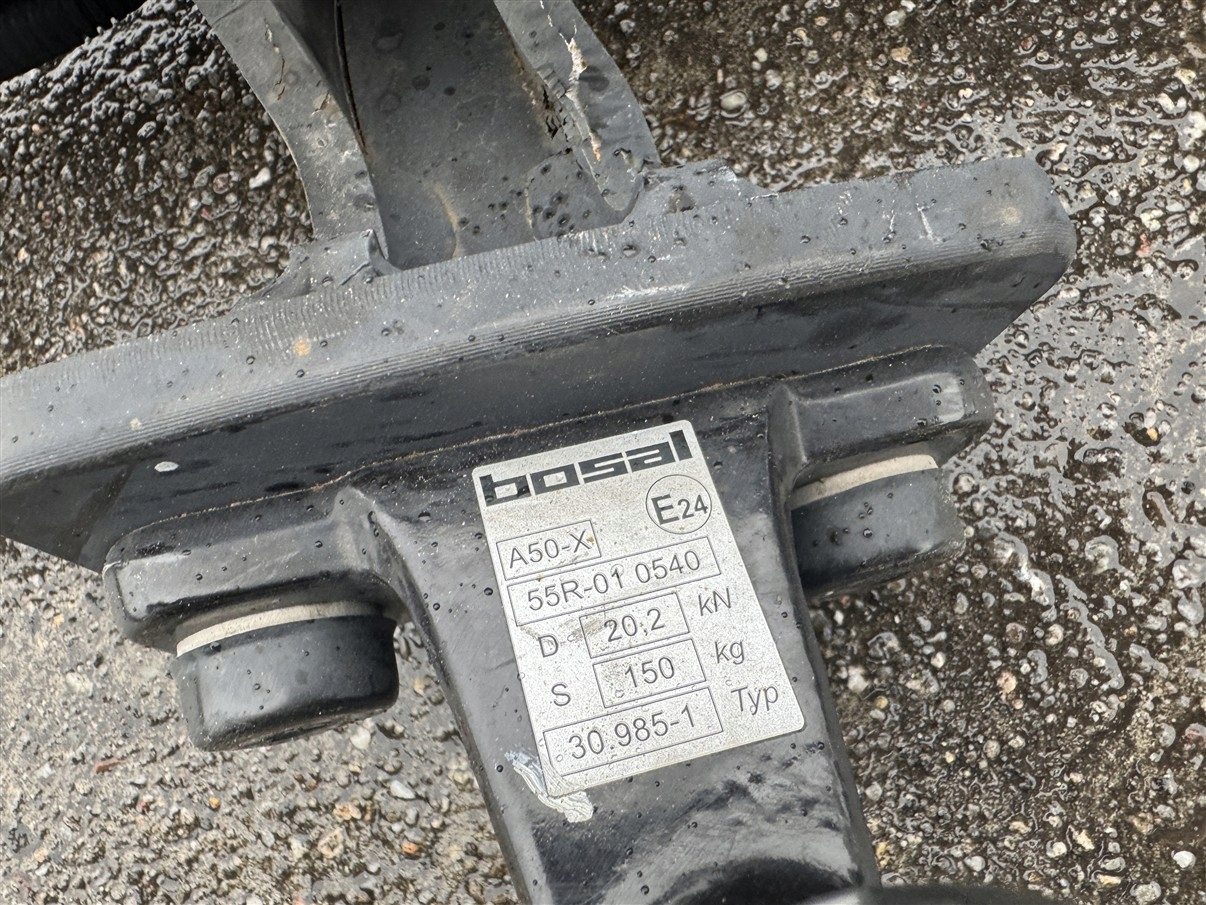 bosal
E24
A50-X
55R-01 0540
D 20,2 kN
S 150 kg
30.985-1 Typ